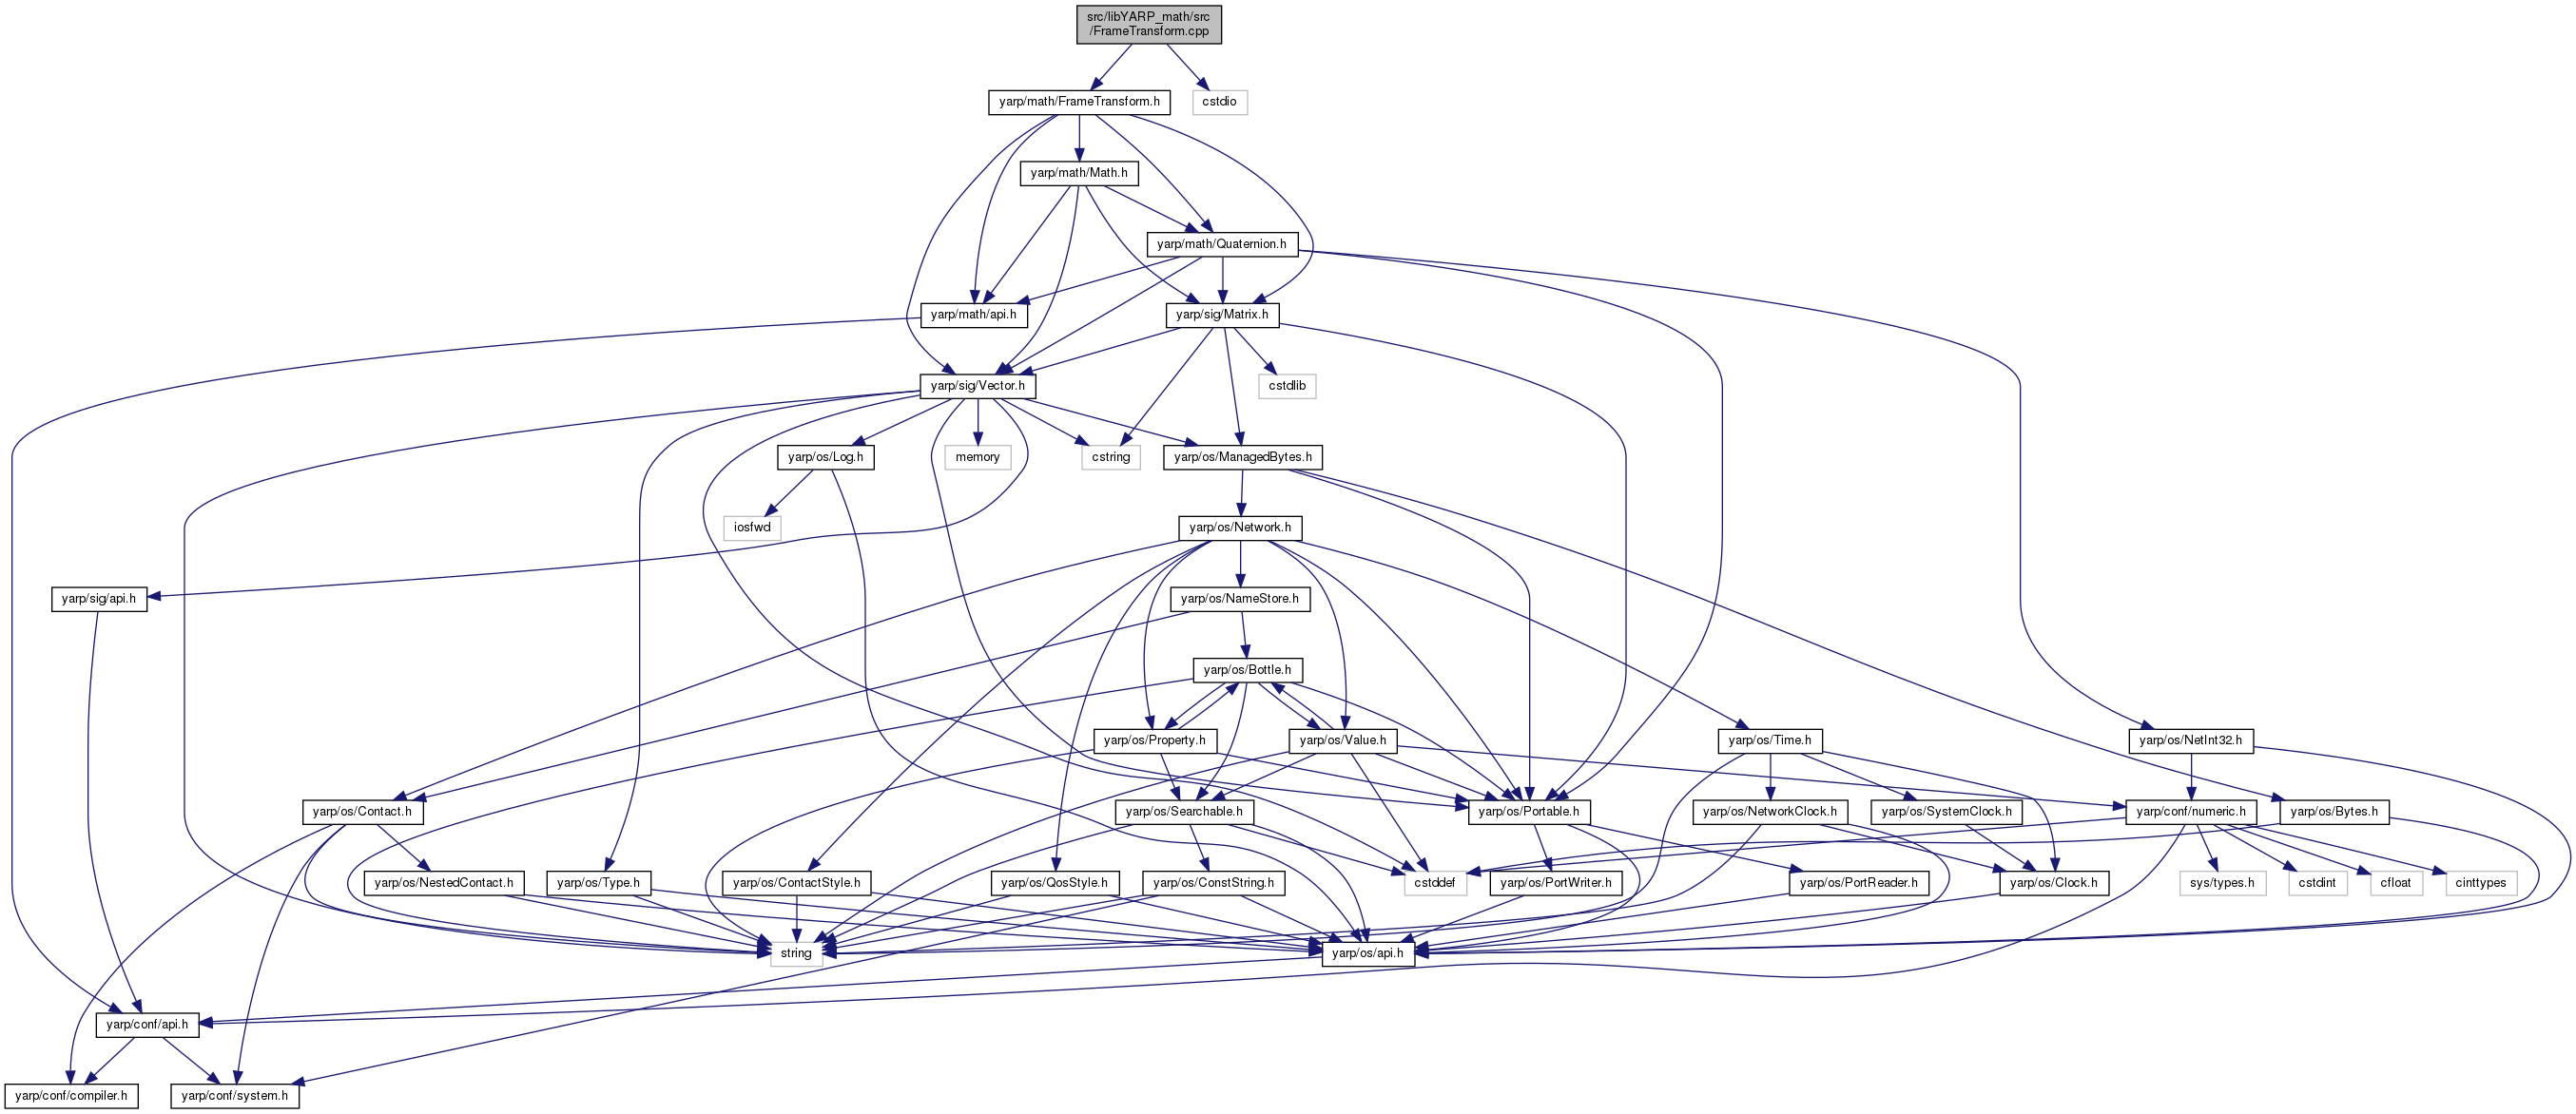 src/libYARP_math/src
/FrameTransform.cpp
yarp/math/FrameTransform.h
cstdio
yarp/math/Math.h
yarp/math/Quaternion.h
yarp/math/api.h
yarp/sig/Matrix.h
yarp/sig/Vector.h
cstdlib
yarp/os/Log.h
memory
cstring
yarp/os/ManagedBytes.h
iosfwd
yarp/os/Network.h
yarp/sig/api.h
yarp/os/NameStore.h
yarp/os/Bottle.h
yarp/os/Property.h
yarp/os/Value.h
yarp/os/Time.h
yarp/os/NetInt32.h
yarp/os/Contact.h
yarp/os/Searchable.h
yarp/os/Portable.h
yarp/os/NetworkClock.h
yarp/os/SystemClock.h
yarp/conf/numeric.h
yarp/os/Bytes.h
yarp/os/NestedContact.h
yarp/os/Type.h
yarp/os/ContactStyle.h
yarp/os/QosStyle.h
yarp/os/ConstString.h
cstddef
yarp/os/PortWriter.h
yarp/os/PortReader.h
yarp/os/Clock.h
sys/types.h
cstdint
cfloat
cinttypes
string
yarp/os/api.h
yarp/conf/api.h
yarp/conf/compiler.h
yarp/conf/system.h